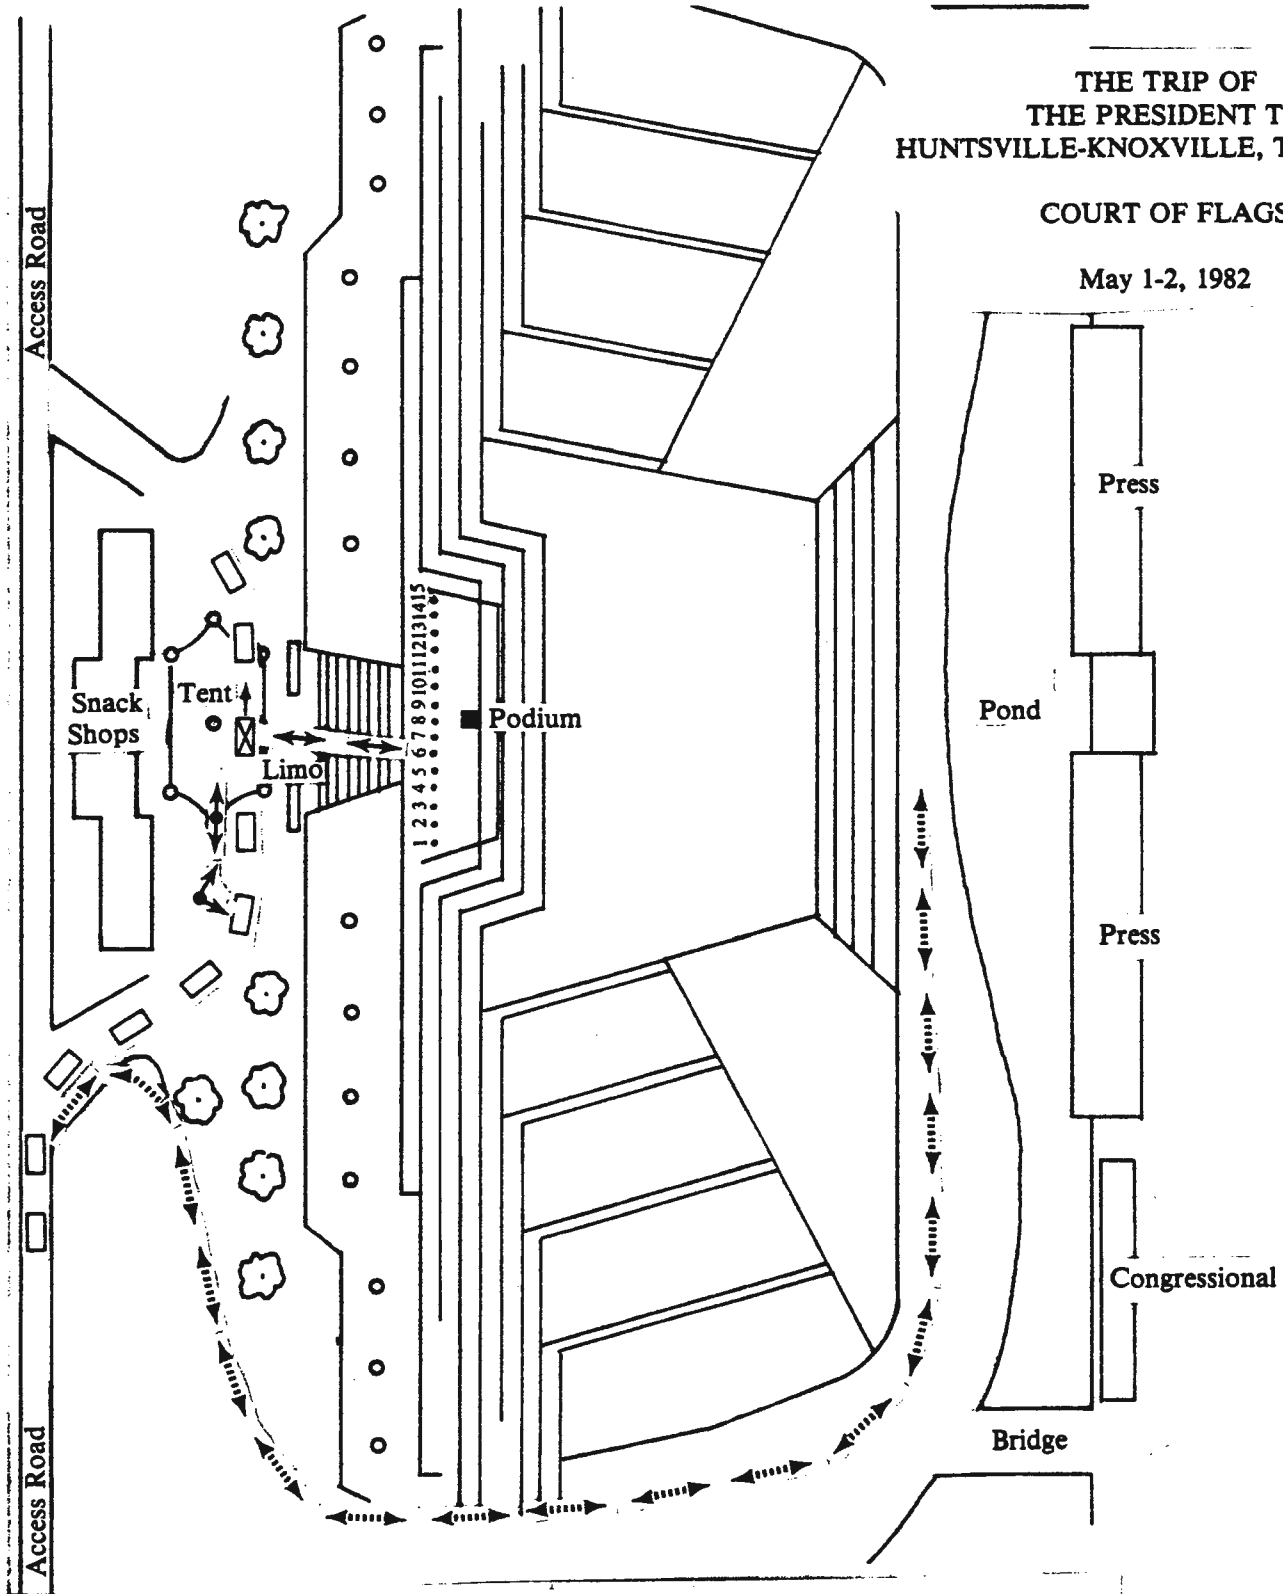 THE TRIP OF
THE PRESIDENT T
HUNTSVILLE-KNOXVILLE, T
COURT OF FLAGS
May 1-2, 1982
Access Road
Press
Snack
Shops
Tent
Limo
1 2 3 4 5 6 7 8 9 10 11 12 13 14 15
Podium
Pond
Press
Congressional
Bridge
Access Road